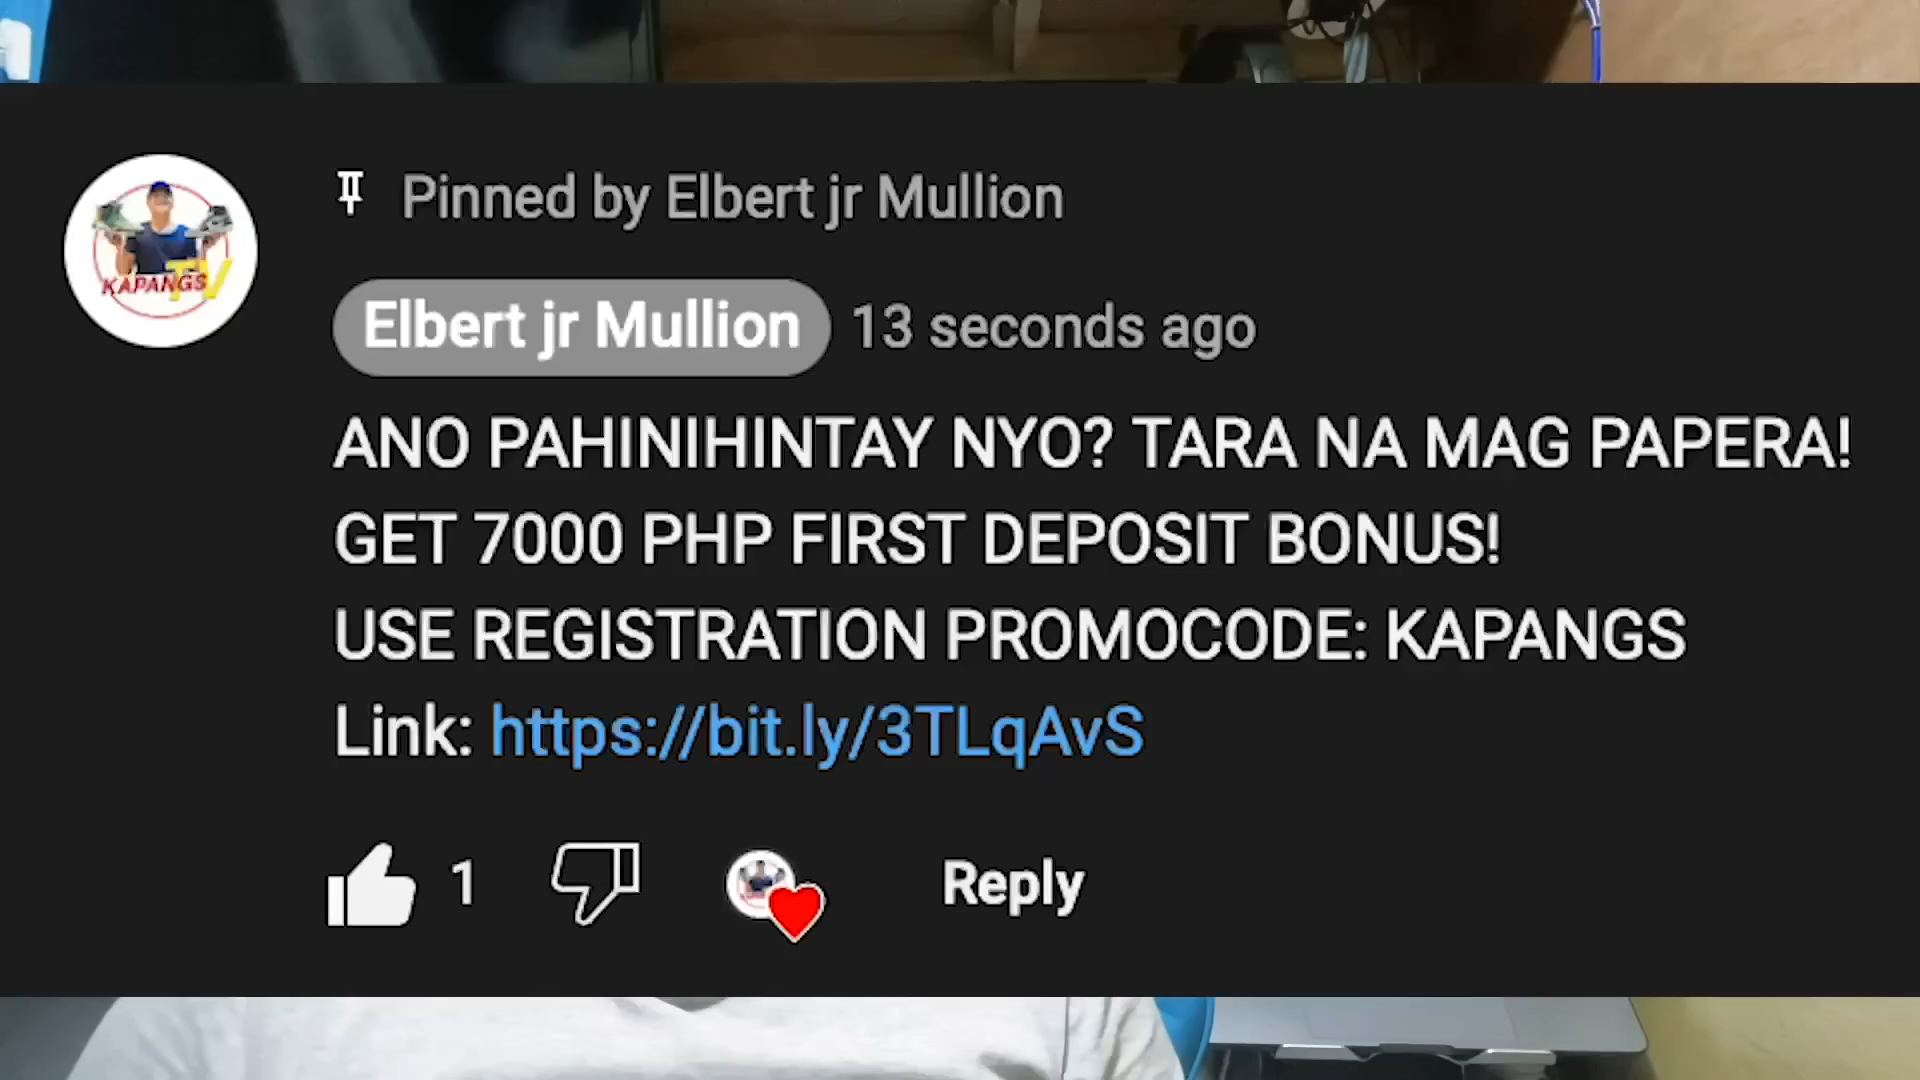 KAPANGS TV
Pinned by Elbert jr Mullion
Elbert jr Mullion 13 seconds ago
ANO PAHINIHINTAY NYO? TARA NA MAG PAPERA!
GET 7000 PHP FIRST DEPOSIT BONUS!
USE REGISTRATION PROMOCODE: KAPANGS
Link: https://bit.ly/3TLqAvS
1
Reply